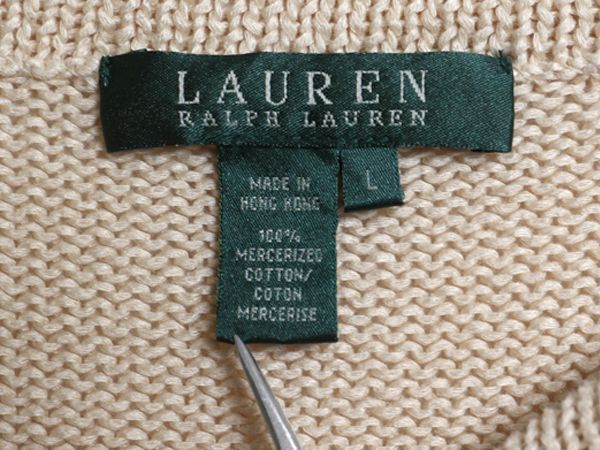 LAUREN
RALPH LAUREN
L
MADE IN
HONG KONG
100%
MERCERIZED
COTTON/
COTON
MERCERISE